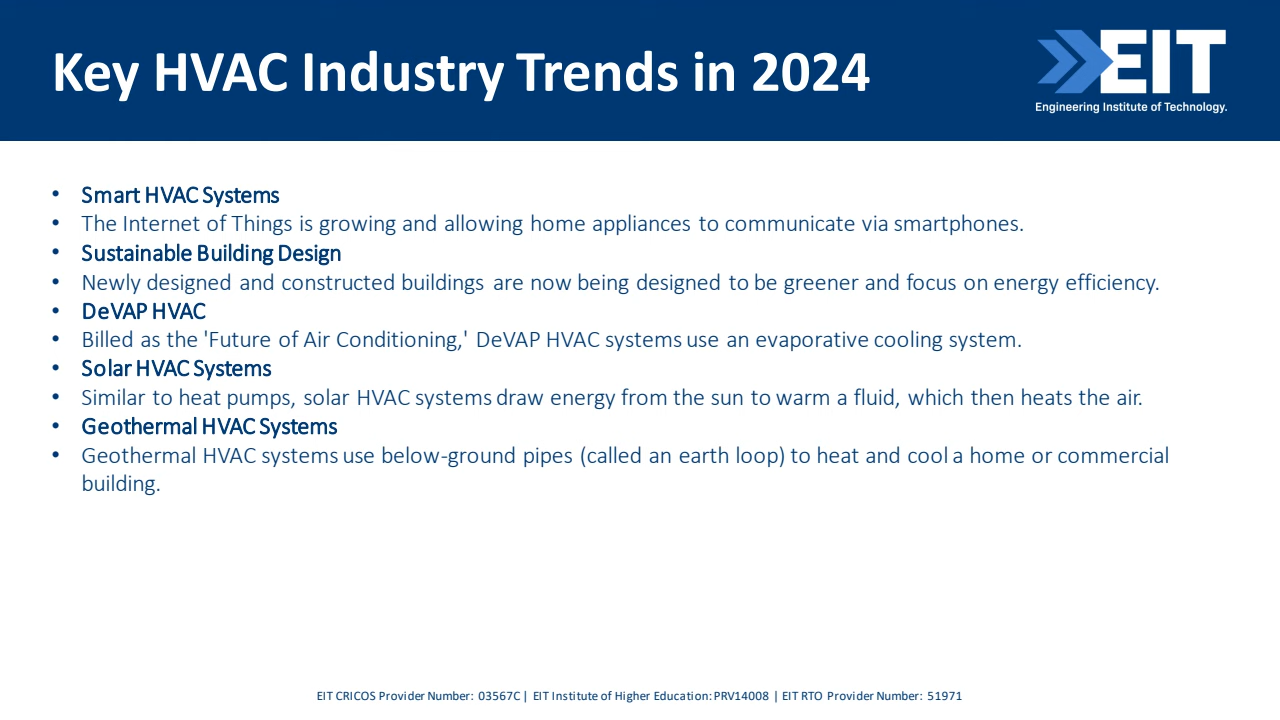 Key HVAC Industry Trends in 2024
EIT
Engineering Institute of Technology.
• Smart HVAC Systems
• The Internet of Things is growing and allowing home appliances to communicate via smartphones.
• Sustainable Building Design
• Newly designed and constructed buildings are now being designed to be greener and focus on energy efficiency.
• DeVAP HVAC
• Billed as the 'Future of Air Conditioning,' DeVAP HVAC systems use an evaporative cooling system.
• Solar HVAC Systems
• Similar to heat pumps, solar HVAC systems draw energy from the sun to warm a fluid, which then heats the air.
• Geothermal HVAC Systems
• Geothermal HVAC systems use below-ground pipes (called an earth loop) to heat and cool a home or commercial
building.
EIT CRICOS Provider Number: 03567C | EIT Institute of Higher Education: PRV14008 | EIT RTO Provider Number: 51971